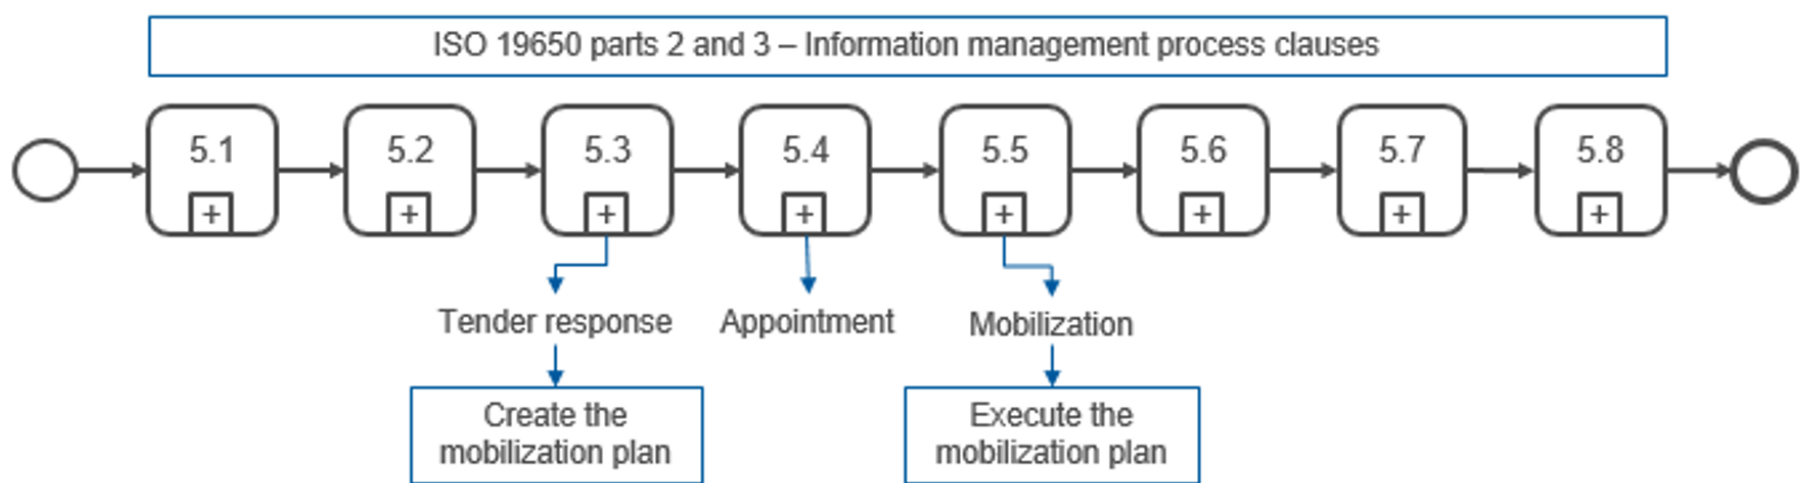 ISO 19650 parts 2 and 3 – Information management process clauses
5.1 5.2 5.3 5.4 5.5 5.6 5.7 5.8
+ + + + + + + +
Tender response Appointment Mobilization
Create the
mobilization plan
Execute the
mobilization plan